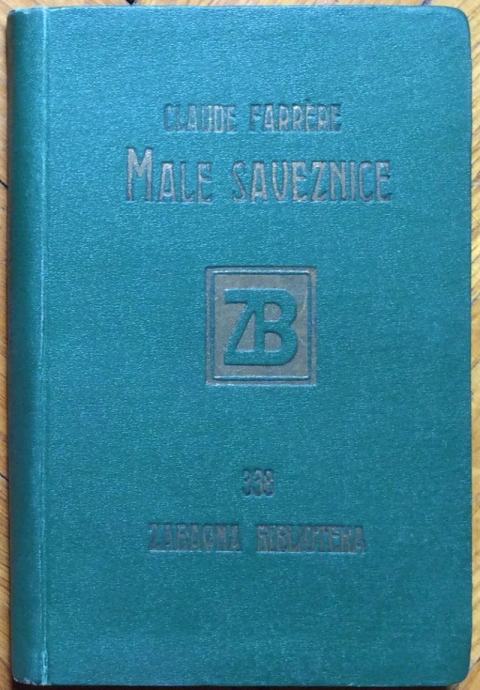 CLAUDE FARRÈRE
MALE SAVEZNICE
ZB
338
ZABAVNA BIBLIOTEKA